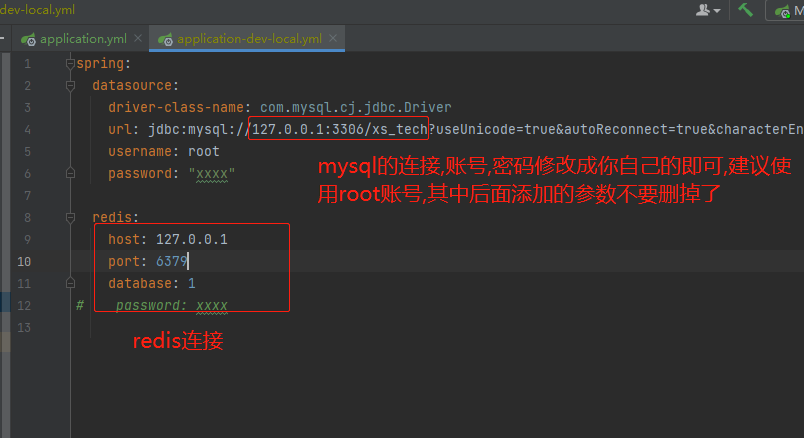 dev-local.yml
M
application.yml
application-dev-local.yml
1 spring:
2 datasource:
3 driver-class-name: com.mysql.cj.jdbc.Driver
4 url: jdbc:mysql://127.0.0.1:3306/xs_tech?useUnicode=true&autoReconnect=true&characterEn
5 username: root
6 password: "xxxx"
mysql的连接,账号,密码修改成你自己的即可,建议使
用root账号,其中后面添加的参数不要删掉了
7
8 redis:
9 host: 127.0.0.1
10 port: 6379
11 database: 1
12 # password: xxxx
13
redis连接